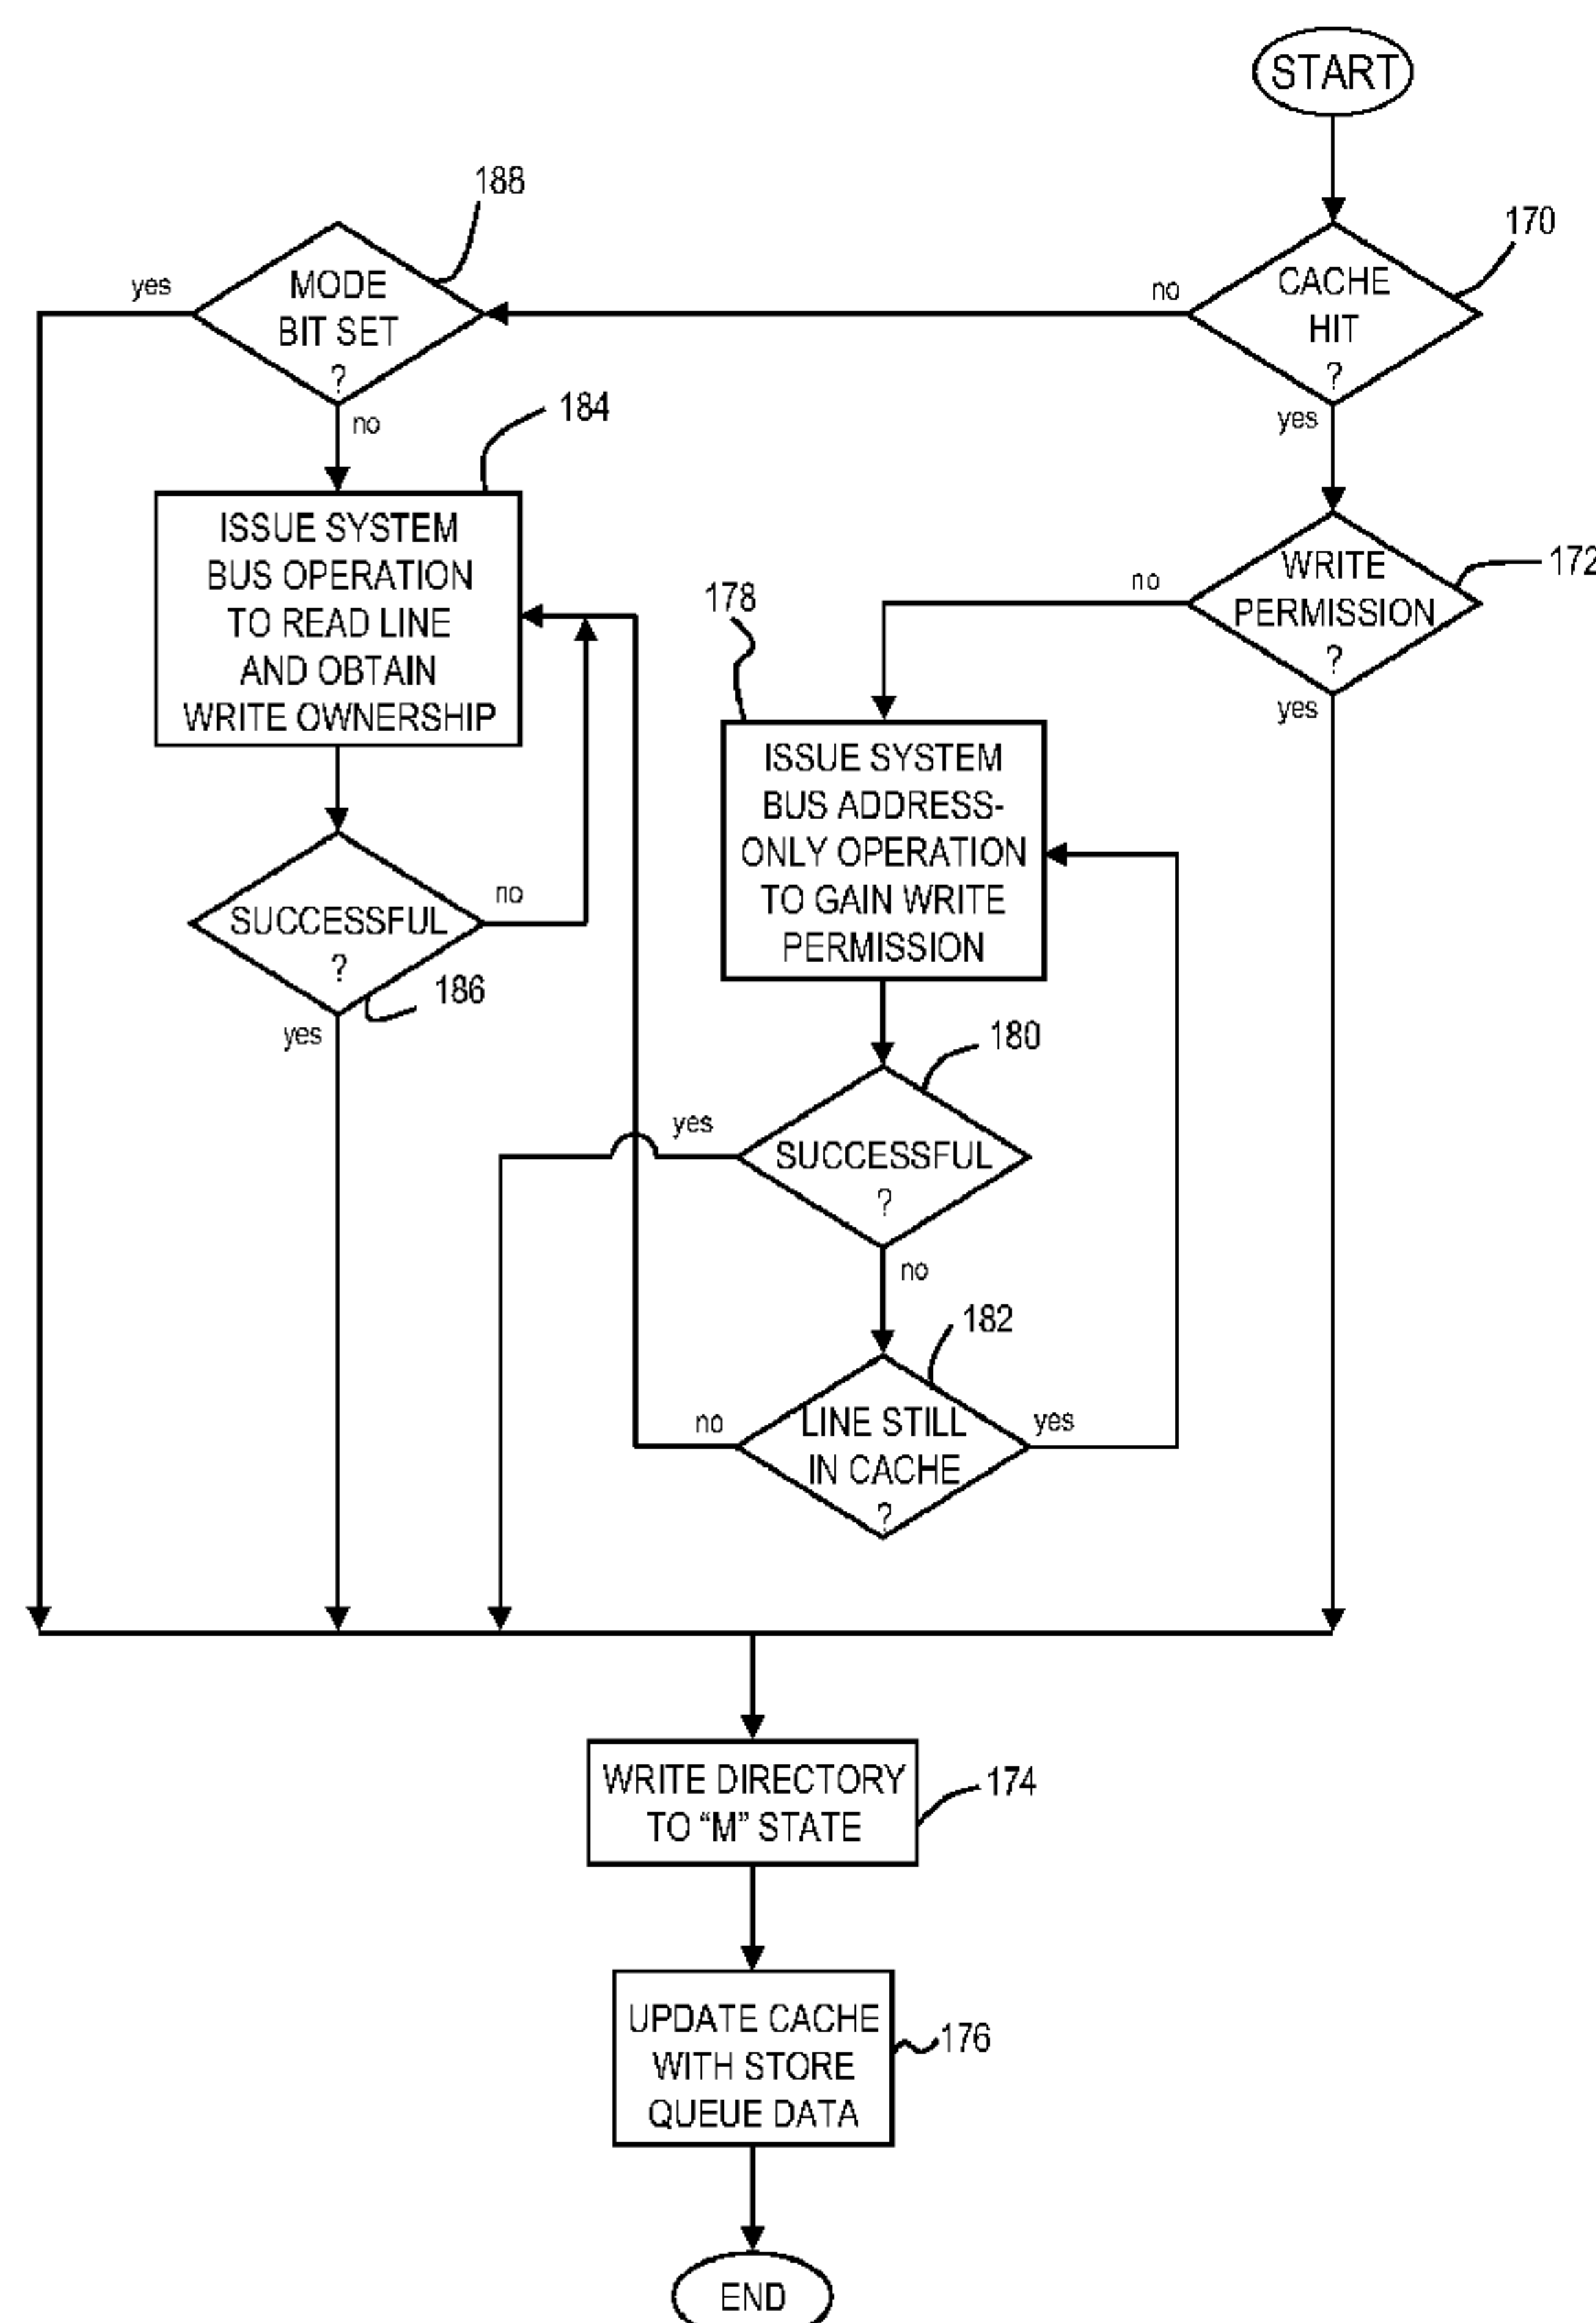 START
188
170
yes
MODE
BIT SET
?
no
CACHE
HIT
?
184
no
yes
ISSUE SYSTEM
BUS OPERATION
TO READ LINE
AND OBTAIN
WRITE OWNERSHIP
178
no
WRITE
PERMISSION
?
172
yes
ISSUE SYSTEM
BUS ADDRESS-
ONLY OPERATION
TO GAIN WRITE
PERMISSION
SUCCESSFUL
?
no
186
yes
180
yes
SUCCESSFUL
?
no
182
no
LINE STILL
IN CACHE
?
yes
WRITE DIRECTORY
TO “M” STATE
174
UPDATE CACHE
WITH STORE
QUEUE DATA
176
END